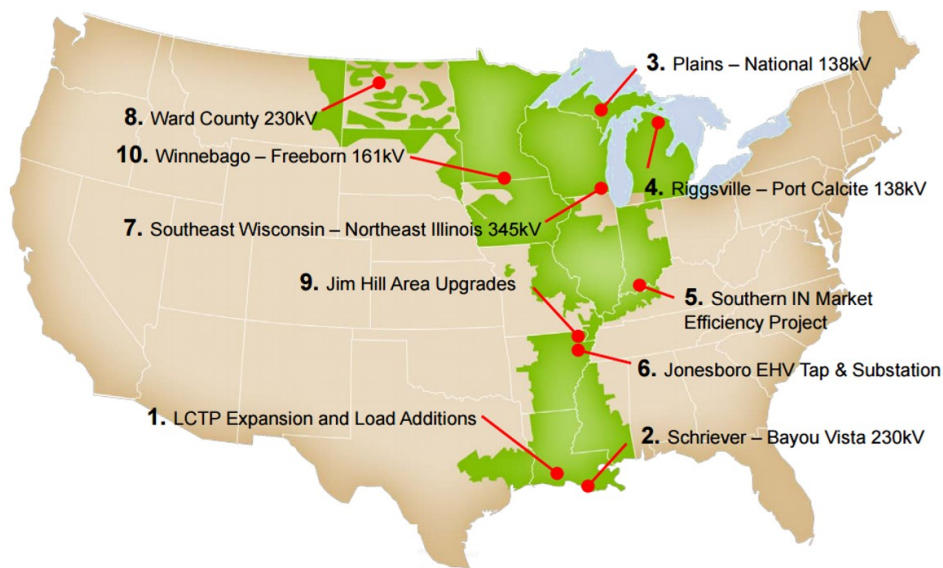 3. Plains – National 138kV
8. Ward County 230kV
10. Winnebago – Freeborn 161kV
4. Riggsville – Port Calcite 138kV
7. Southeast Wisconsin – Northeast Illinois 345kV
9. Jim Hill Area Upgrades
5. Southern IN Market
Efficiency Project
6. Jonesboro EHV Tap & Substation
1. LCTP Expansion and Load Additions
2. Schriever – Bayou Vista 230kV